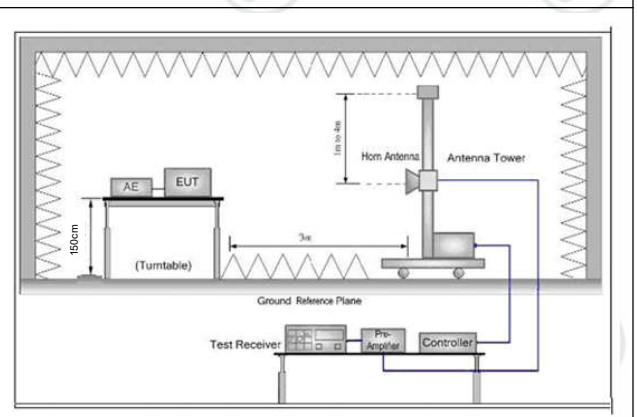 1m to 4m
Horn Antenna
Antenna Tower
AE
EUT
150cm
3m
(Turntable)
Ground Reference Plane
Test Receiver
Pre-
Amplifier
Controller